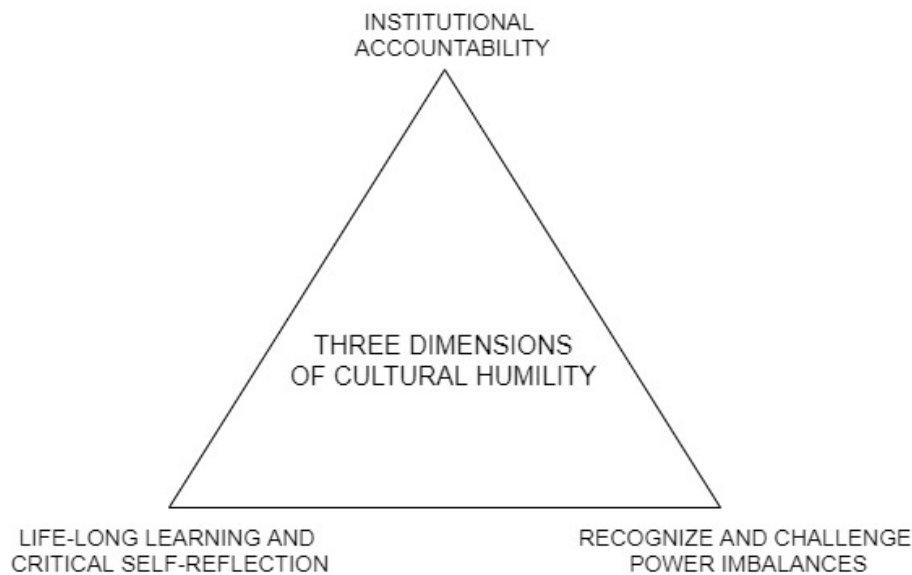 INSTITUTIONAL
ACCOUNTABILITY
THREE DIMENSIONS
OF CULTURAL HUMILITY
LIFE-LONG LEARNING AND
CRITICAL SELF-REFLECTION
RECOGNIZE AND CHALLENGE
POWER IMBALANCES